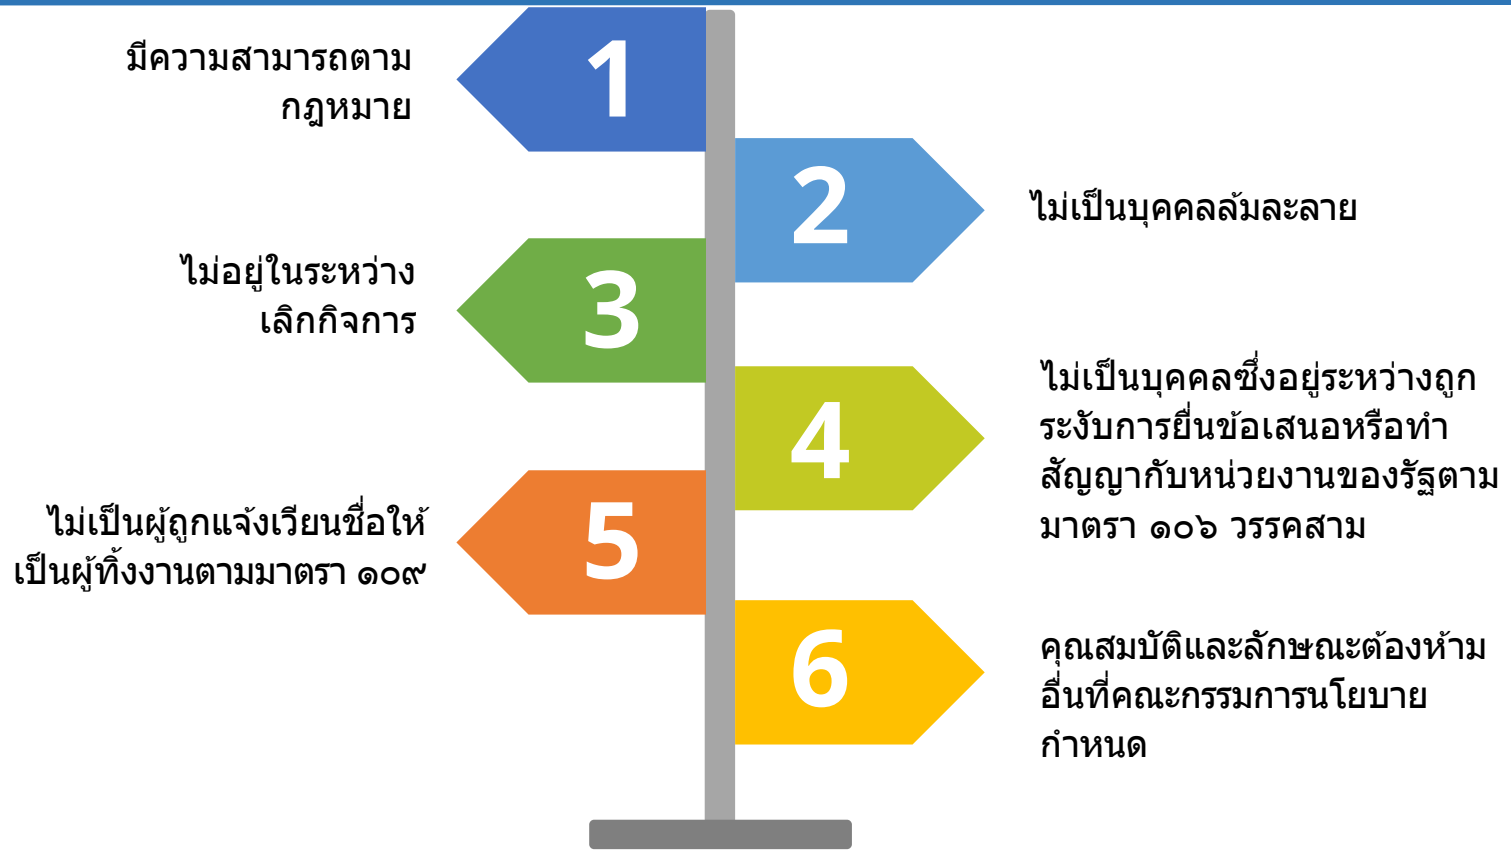 มีความสามารถตาม
กฎหมาย
1
2
ไม่เป็นบุคคลล้มละลาย
ไม่อยู่ในระหว่าง
เลิกกิจการ
3
4
ไม่เป็นบุคคลซึ่งอยู่ระหว่างถูก
ระงับการยื่นข้อเสนอหรือทำ
สัญญากับหน่วยงานของรัฐตาม
มาตรา ๑๐๖ วรรคสาม
ไม่เป็นผู้ถูกแจ้งเวียนชื่อให้
เป็นผู้ทิ้งงานตามมาตรา ๑๐๙
5
6
คุณสมบัติและลักษณะต้องห้าม
อื่นที่คณะกรรมการนโยบาย
กำหนด